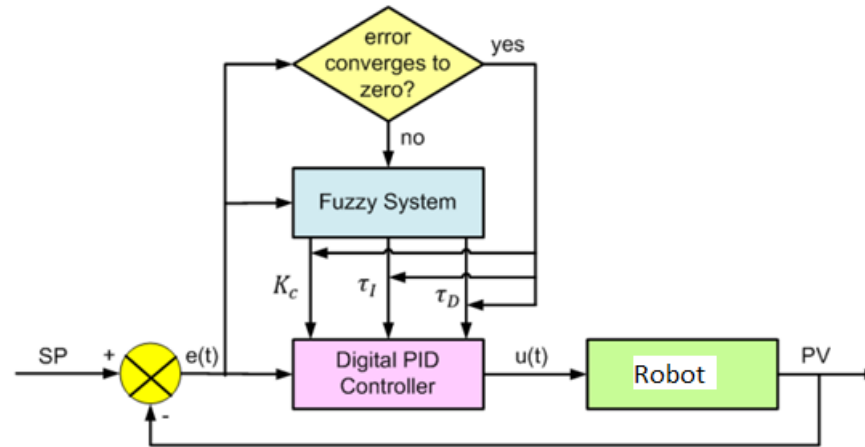 error
converges to
zero?
yes
no
Fuzzy System
K_c
τ_I
τ_D
SP
+
e(t)
-
Digital PID
Controller
u(t)
Robot
PV